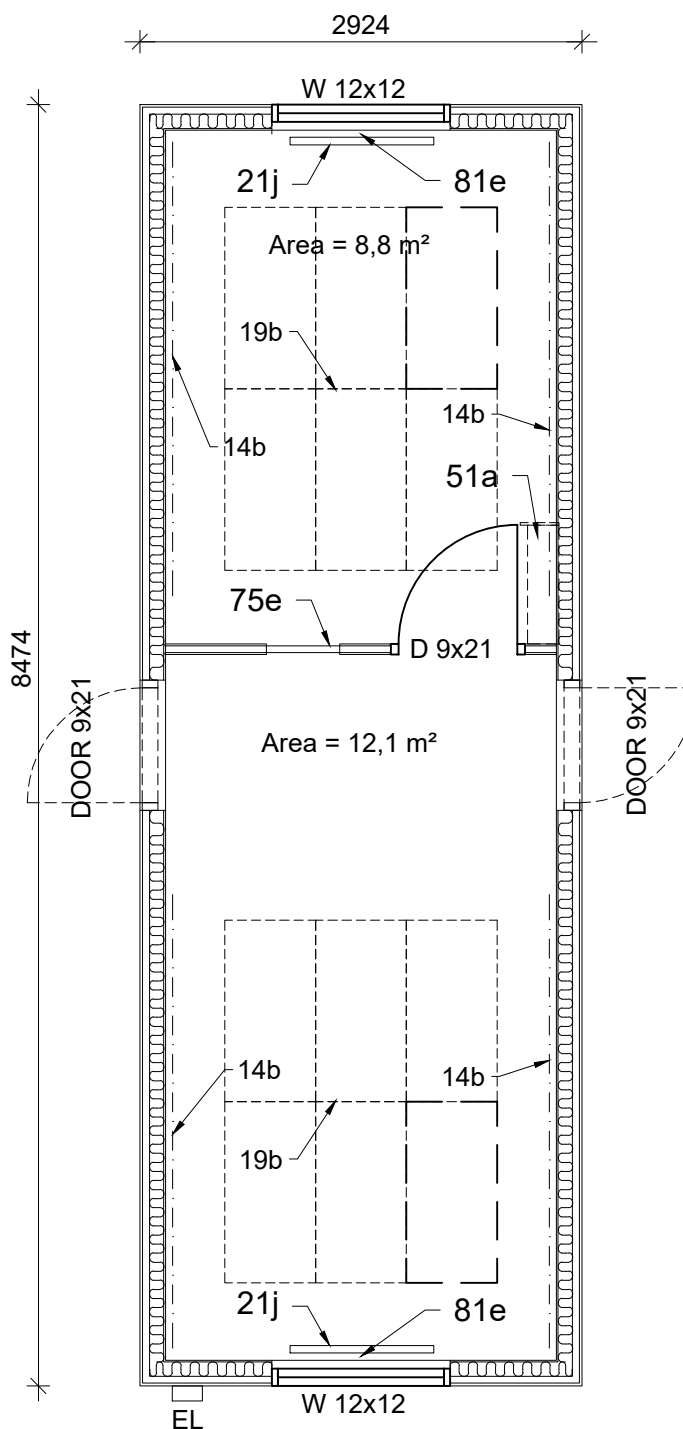 2924
W 12x12
21j
81e
Area = 8,8 m²
19b
14b
14b
51a
75e
D 9x21
8474
DOOR 9x21
Area = 12,1 m²
DOOR 9x21
14b
14b
19b
21j
81e
W 12x12
EL